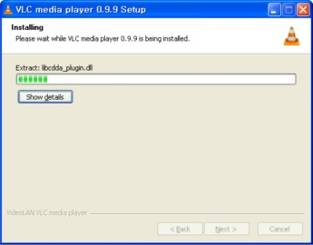 VLC media player 0.9.9 Setup
Installing
Please wait while VLC media player 0.9.9 is being installed.
Extract: libcdda_plugin.dll
Show details
VideoLAN VLC media player
< Back
Next >
Cancel